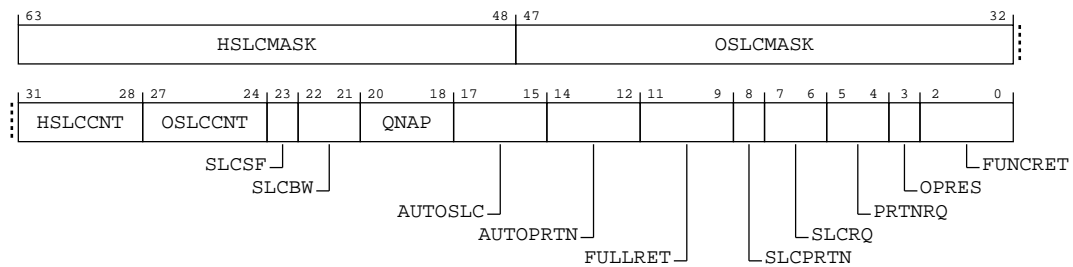 63 48 47 32
HSLCMASK OSLCMASK
31 28 27 24 23 22 21 20 18 17 15 14 12 11 9 8 7 6 5 4 3 2 0
HSLCCNT OSLCCNT QNAP
SLCSF FUNCRET
SLCBW OPRES
AUTOSLC PRTNRQ
AUTOPRTN SLCRQ
FULLRET SLCPRTN